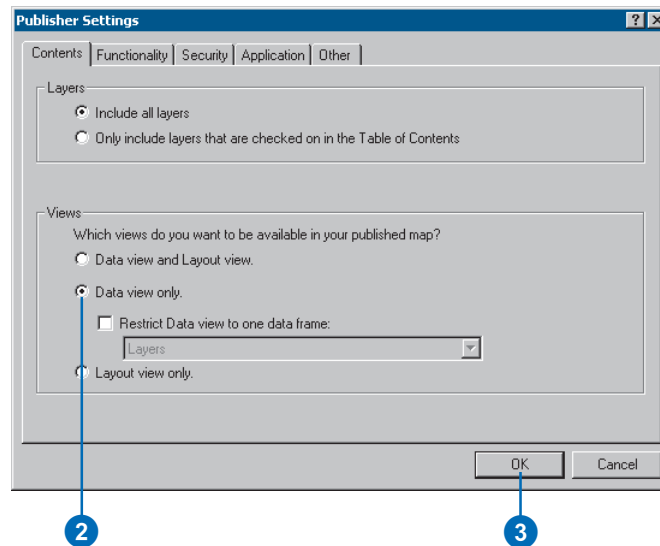 Publisher Settings
Contents Functionality Security Application Other
Layers
Include all layers
Only include layers that are checked on in the Table of Contents
Views
Which views do you want to be available in your published map?
Data view and Layout view.
Data view only.
Restrict Data view to one data frame:
Layers
Layout view only.
OK Cancel
2 3